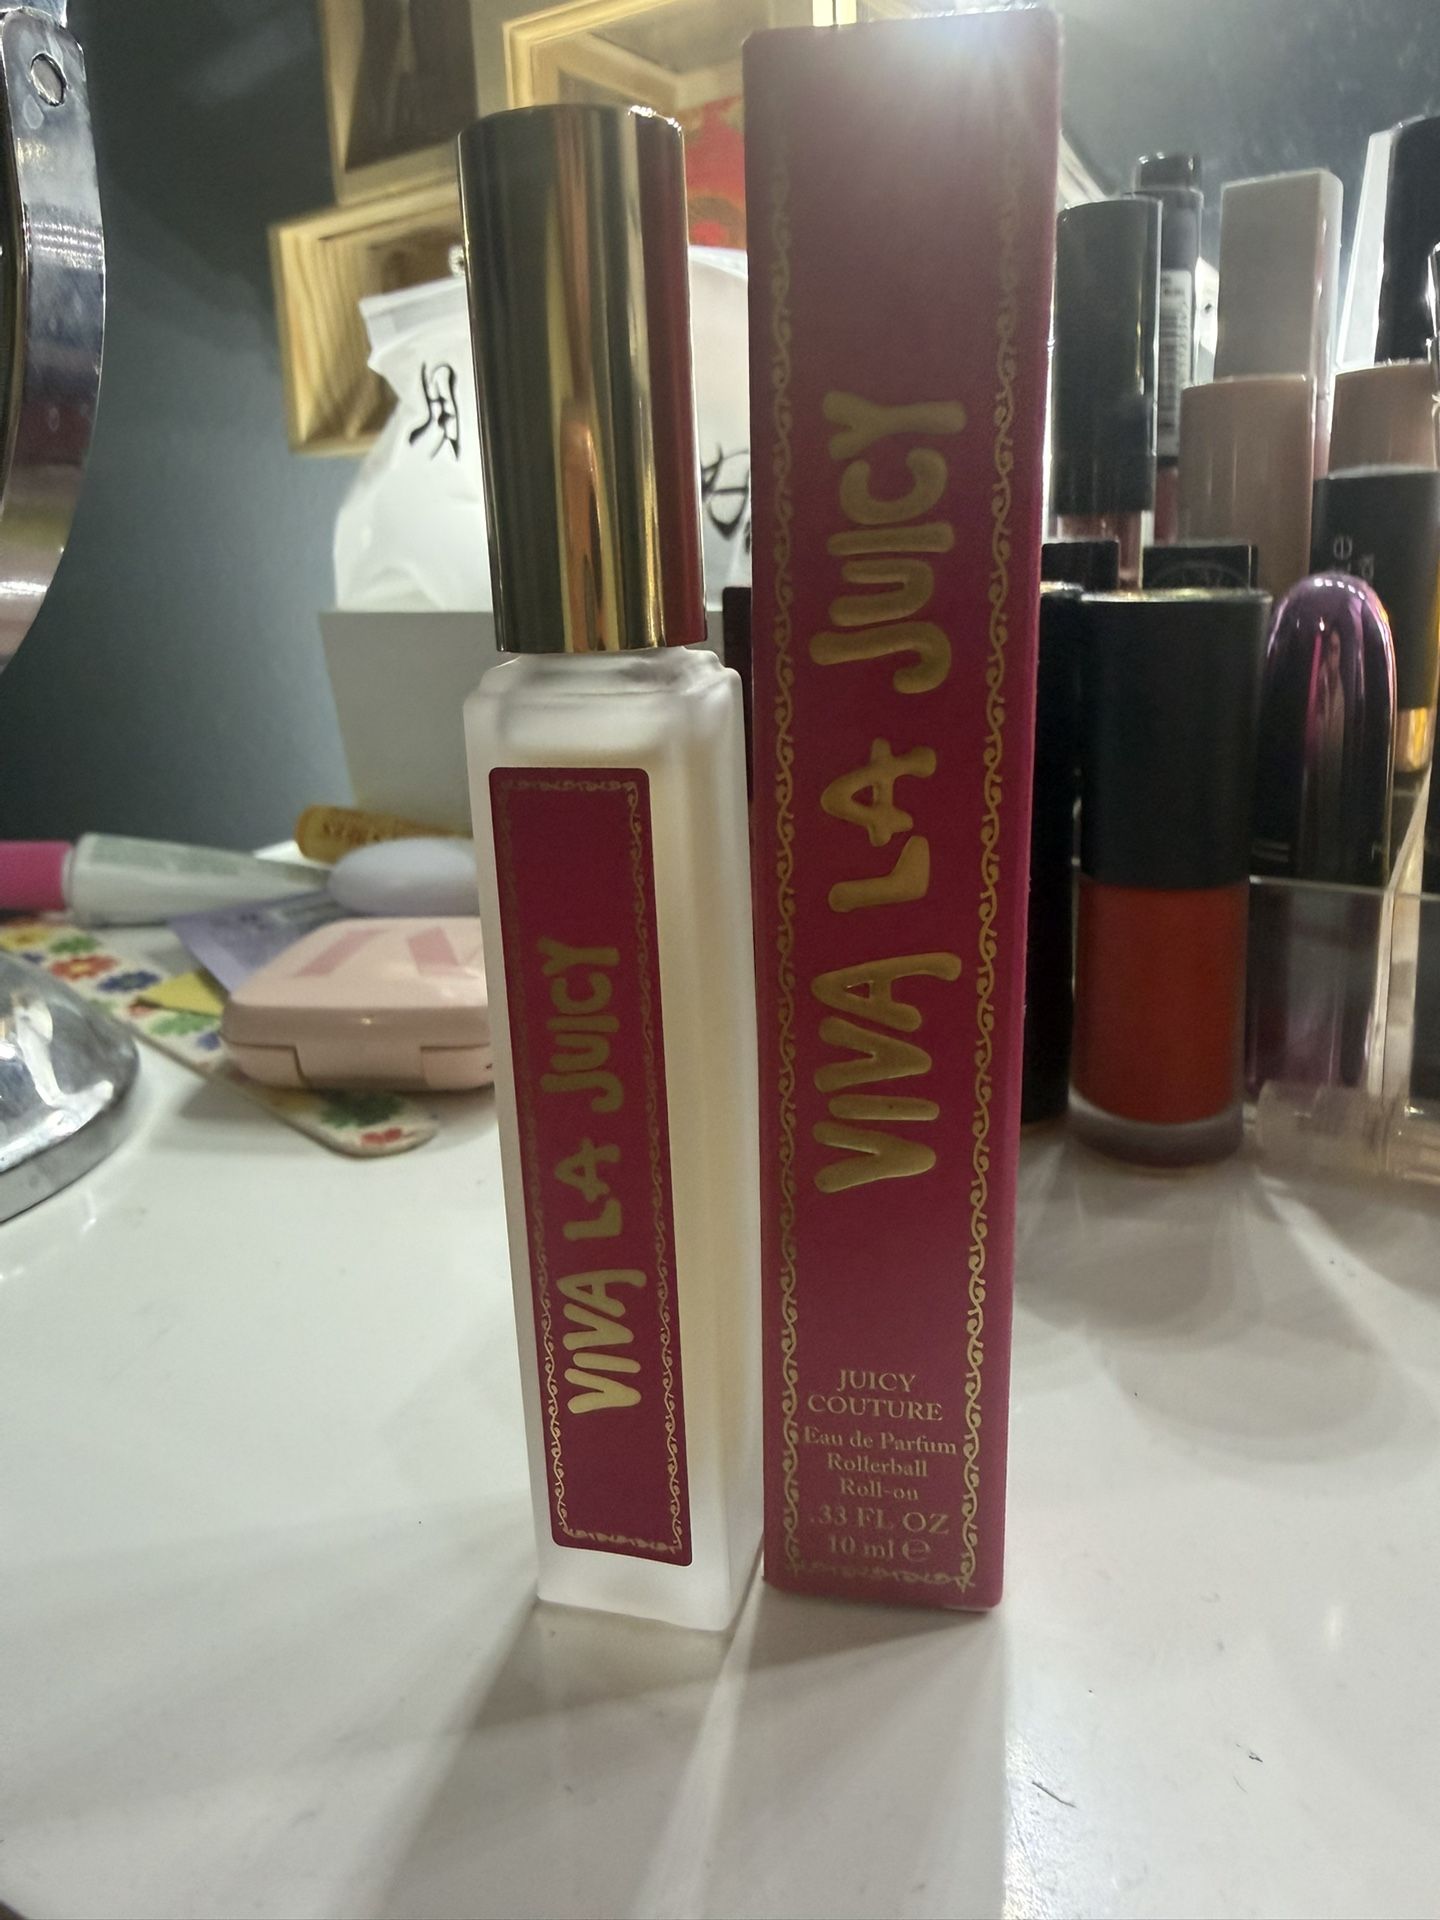 VIVA LA JUICY
VIVA LA JUICY
JUICY
COUTURE
Eau de Parfum
Rollerball
Roll-on
.33 FL OZ
10 ml ℮